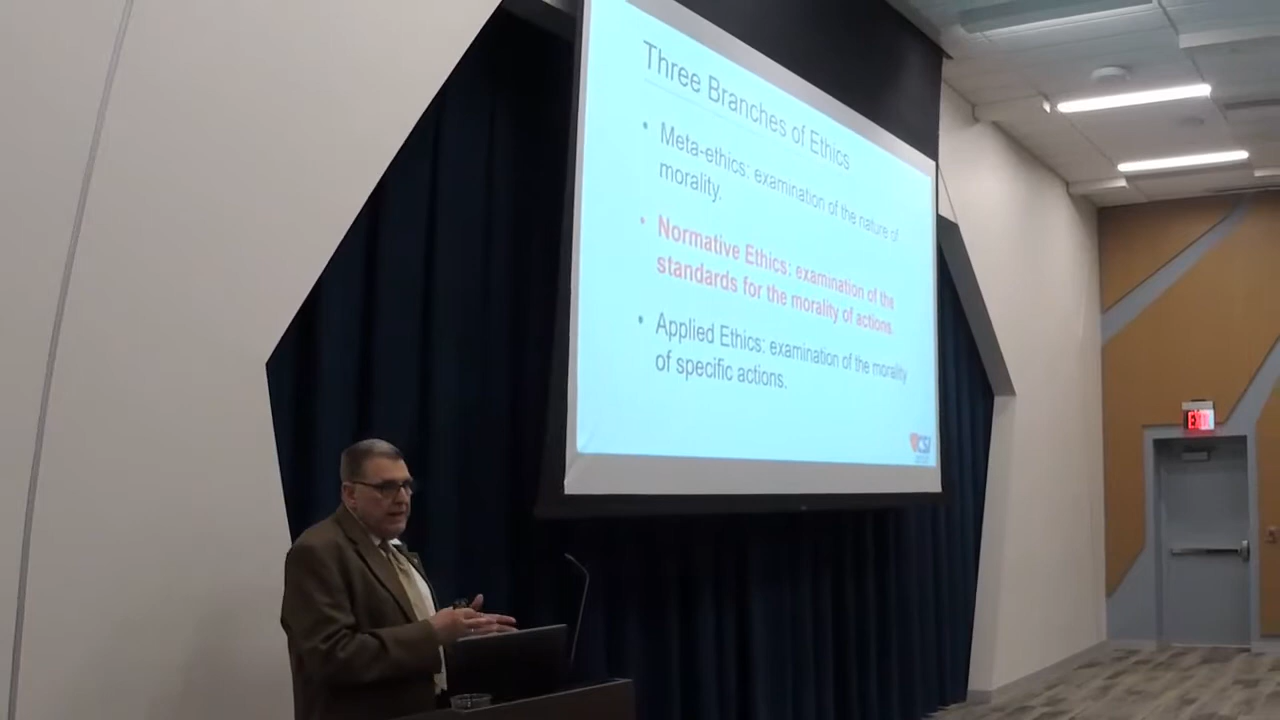 Three Branches of Ethics
• Meta-ethics: examination of the nature of
morality.
• Normative Ethics: examination of the
standards for the morality of actions.
• Applied Ethics: examination of the morality
of specific actions.
CSI
EXIT